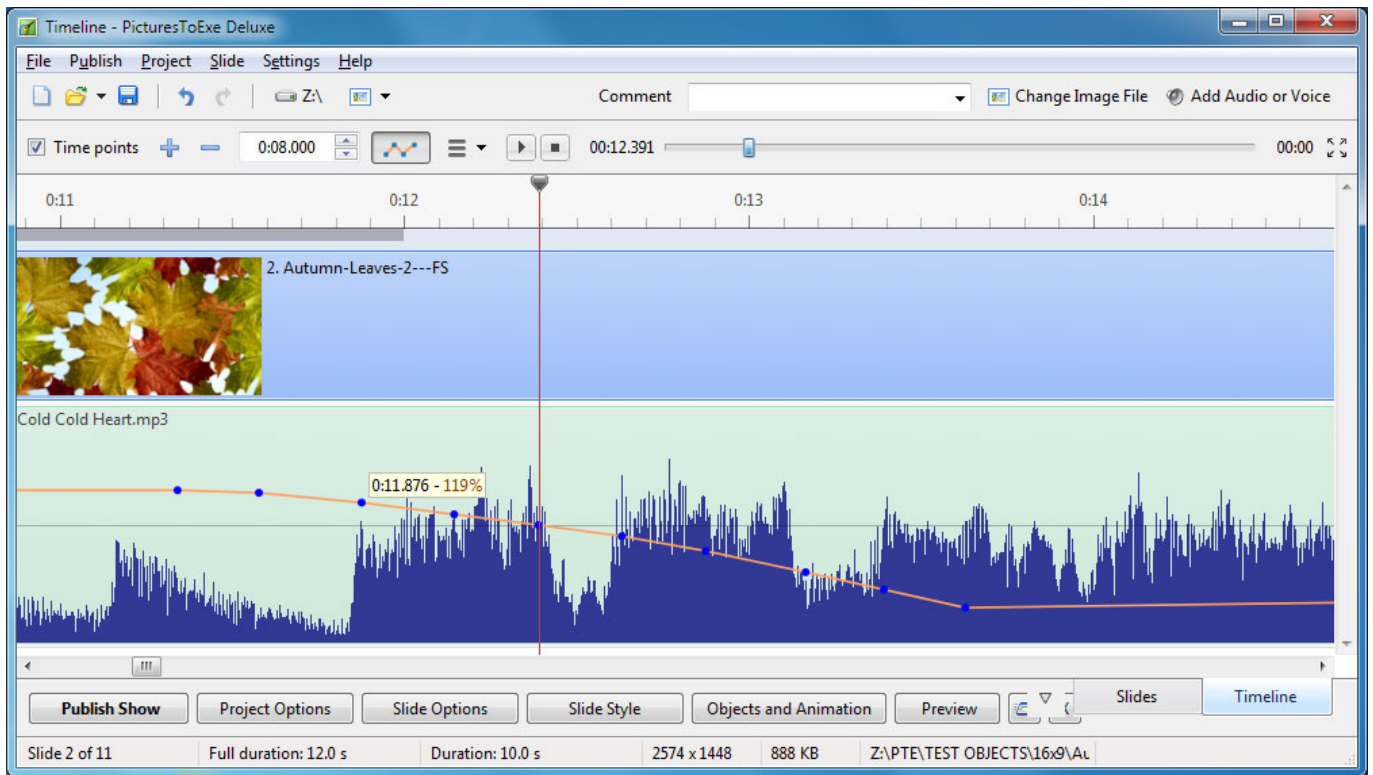 Timeline - PicturesToExe Deluxe
File Publish Project Slide Settings Help
Z:\ Comment Change Image File Add Audio or Voice
Time points 0:08.000 00:12.391 00:00
0:11 0:12 0:13 0:14
2. Autumn-Leaves-2---FS
Cold Cold Heart.mp3
0:11.876 - 119%
Publish Show Project Options Slide Options Slide Style Objects and Animation Preview Slides Timeline
Slide 2 of 11 Full duration: 12.0 s Duration: 10.0 s 2574 x 1448 888 KB Z:\PTE\TEST OBJECTS\16x9\Au